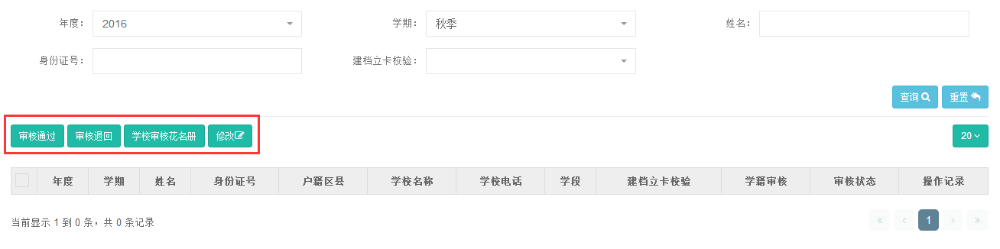 年度： 2016 学期： 秋季 姓名：
身份证号： 建档立卡校验：
查询 重置
审核通过 审核退回 学校审核花名册 修改 20
年度 学期 姓名 身份证号 户籍区县 学校名称 学校电话 学段 建档立卡校验 学籍审核 审核状态 操作记录
当前显示 1 到 0 条，共 0 条记录 « ‹ 1 › »